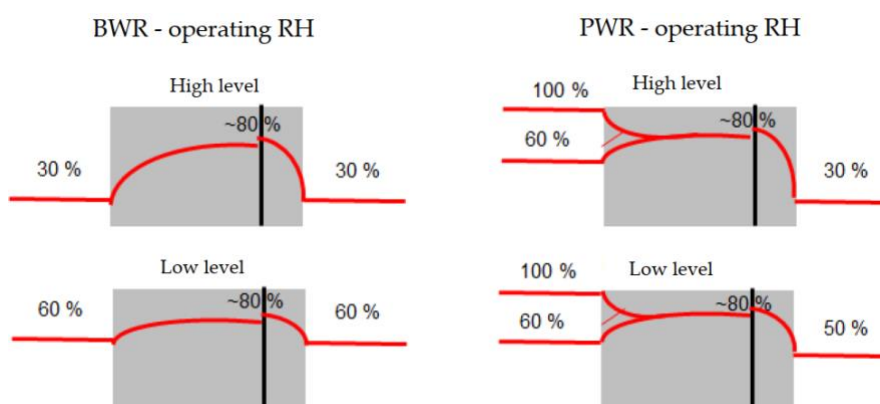 BWR - operating RH
High level
~80 %
30 %
30 %
Low level
~80 %
60 %
60 %
PWR - operating RH
High level
100 %
~80 %
60 %
30 %
Low level
100 %
~80 %
60 %
50 %